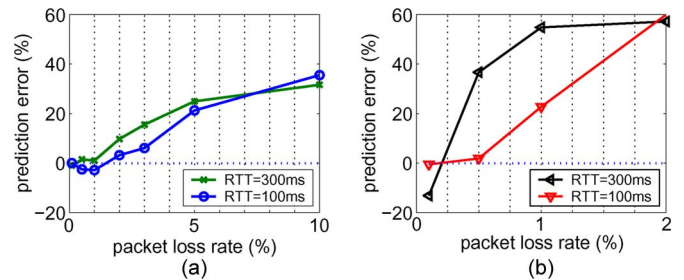 60
40
20
0
−20
prediction error (%)
RTT=300ms
RTT=100ms
0
5
10
packet loss rate (%)
(a)
60
40
20
0
−20
prediction error (%)
RTT=300ms
RTT=100ms
0
1
2
packet loss rate (%)
(b)